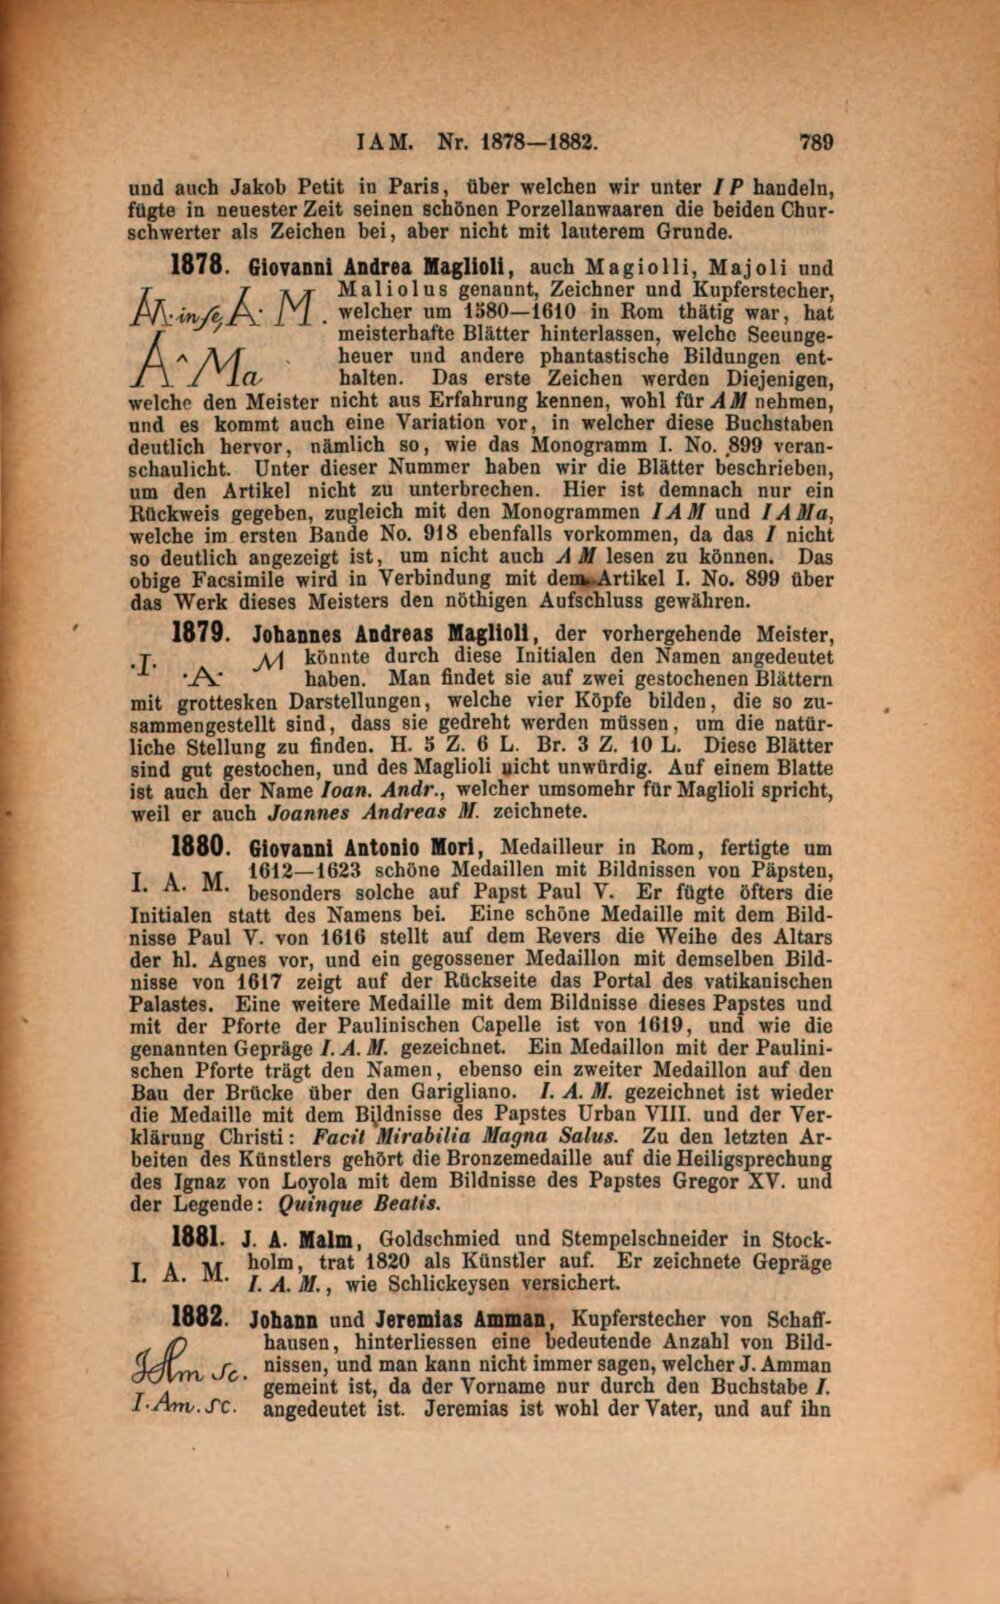 IAM. Nr. 1878—1882. 789
und auch Jakob Petit in Paris, über welchen wir unter I P handeln,
fügte in neuester Zeit seinen schönen Porzellanwaaren die beiden Chur-
schwerter als Zeichen bei, aber nicht mit lauterem Grunde.
1878. Giovanni Andrea Maglioli, auch Magiolli, Majoli und
Maliolus genannt, Zeichner und Kupferstecher,
welcher um 1580—1610 in Rom thätig war, hat
meisterhafte Blätter hinterlassen, welche Seeunge-
heuer und andere phantastische Bildungen ent-
halten. Das erste Zeichen werden Diejenigen,
welche den Meister nicht aus Erfahrung kennen, wohl für AM nehmen,
und es kommt auch eine Variation vor, in welcher diese Buchstaben
deutlich hervor, nämlich so, wie das Monogramm I. No. 899 veran-
schaulicht. Unter dieser Nummer haben wir die Blätter beschrieben,
um den Artikel nicht zu unterbrechen. Hier ist demnach nur ein
Rückweis gegeben, zugleich mit den Monogrammen IAM und IAMa,
welche im ersten Bande No. 918 ebenfalls vorkommen, da das I nicht
so deutlich angezeigt ist, um nicht auch AM lesen zu können. Das
obige Facsimile wird in Verbindung mit dem Artikel I. No. 899 über
das Werk dieses Meisters den nöthigen Aufschluss gewähren.
1879. Johannes Andreas Maglioli, der vorhergehende Meister,
·I· ·A· M könnte durch diese Initialen den Namen angedeutet
haben. Man findet sie auf zwei gestochenen Blättern
mit grottesken Darstellungen, welche vier Köpfe bilden, die so zu-
sammengestellt sind, dass sie gedreht werden müssen, um die natür-
liche Stellung zu finden. H. 5 Z. 6 L. Br. 3 Z. 10 L. Diese Blätter
sind gut gestochen, und des Maglioli nicht unwürdig. Auf einem Blatte
ist auch der Name Ioan. Andr., welcher umsomehr für Maglioli spricht,
weil er auch Joannes Andreas M. zeichnete.
1880. Giovanni Antonio Mori, Medailleur in Rom, fertigte um
I. A. M. 1612—1623 schöne Medaillen mit Bildnissen von Päpsten,
besonders solche auf Papst Paul V. Er fügte öfters die
Initialen statt des Namens bei. Eine schöne Medaille mit dem Bild-
nisse Paul V. von 1616 stellt auf dem Revers die Weihe des Altars
der hl. Agnes vor, und ein gegossener Medaillon mit demselben Bild-
nisse von 1617 zeigt auf der Rückseite das Portal des vatikanischen
Palastes. Eine weitere Medaille mit dem Bildnisse dieses Papstes und
mit der Pforte der Paulinischen Capelle ist von 1619, und wie die
genannten Gepräge I. A. M. gezeichnet. Ein Medaillon mit der Paulini-
schen Pforte trägt den Namen, ebenso ein zweiter Medaillon auf den
Bau der Brücke über den Garigliano. I. A. M. gezeichnet ist wieder
die Medaille mit dem Bildnisse des Papstes Urban VIII. und der Ver-
klärung Christi: Facit Mirabilia Magna Salus. Zu den letzten Ar-
beiten des Künstlers gehört die Bronzemedaille auf die Heiligsprechung
des Ignaz von Loyola mit dem Bildnisse des Papstes Gregor XV. und
der Legende: Quinque Beatis.
1881. J. A. Malm, Goldschmied und Stempelschneider in Stock-
I. A. M. holm, trat 1820 als Künstler auf. Er zeichnete Gepräge
I. A. M., wie Schlickeysen versichert.
1882. Johann und Jeremias Amman, Kupferstecher von Schaff-
hausen, hinterliessen eine bedeutende Anzahl von Bild-
JAm sc. nissen, und man kann nicht immer sagen, welcher J. Amman
gemeint ist, da der Vorname nur durch den Buchstabe I.
I·Am. sc. angedeutet ist. Jeremias ist wohl der Vater, und auf ihn